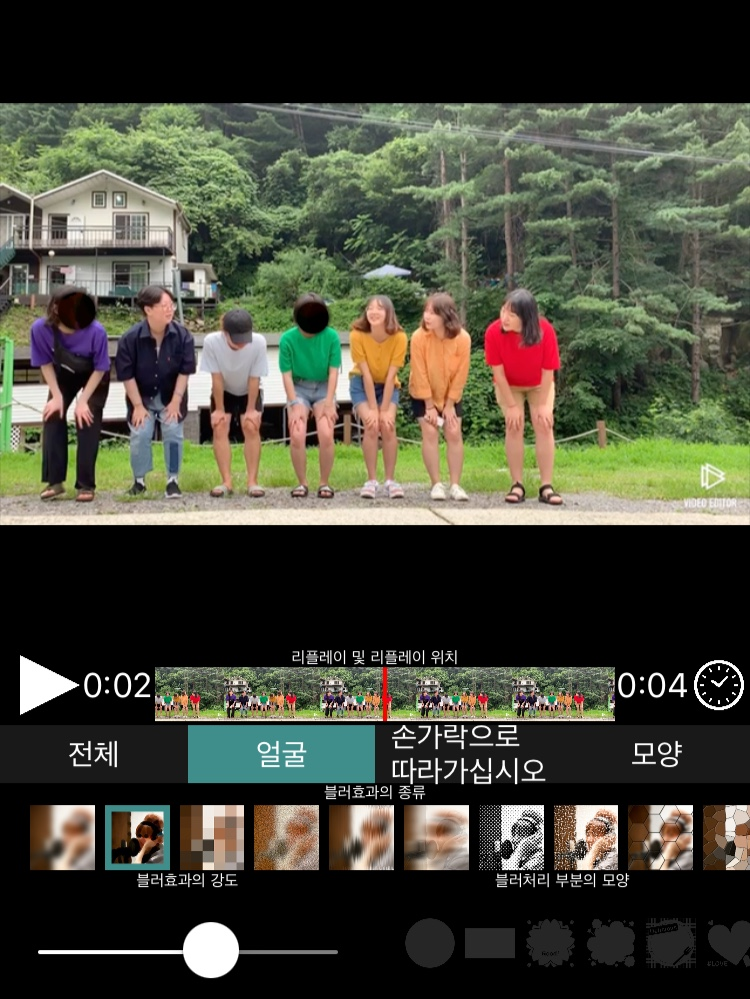 VIDEO EDITOR
리플레이 및 리플레이 위치
0:02
0:04
전체
얼굴
손가락으로
따라가십시오
모양
블러효과의 종류
블러효과의 강도
블러처리 부분의 모양